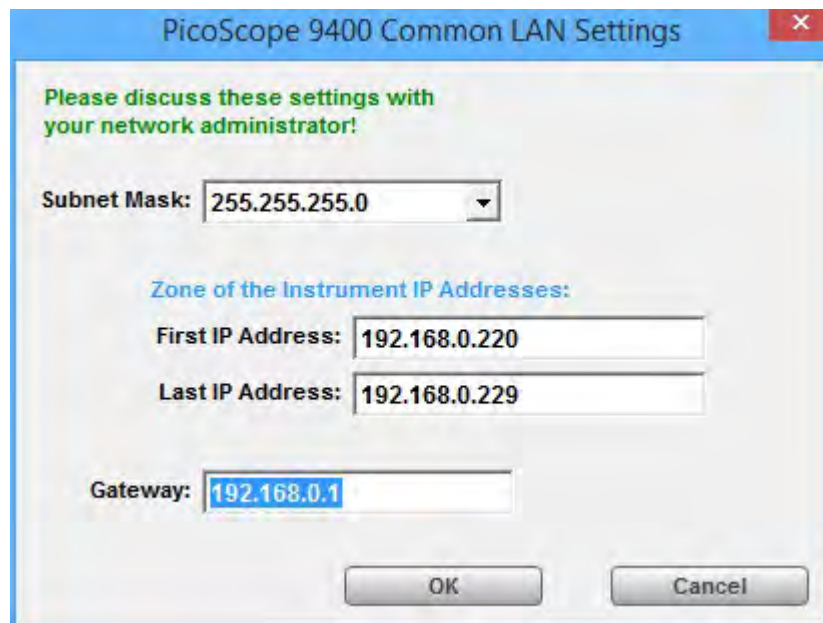 PicoScope 9400 Common LAN Settings
Please discuss these settings with
your network administrator!
Subnet Mask: 255.255.255.0
Zone of the Instrument IP Addresses:
First IP Address: 192.168.0.220
Last IP Address: 192.168.0.229
Gateway: 192.168.0.1
OK Cancel